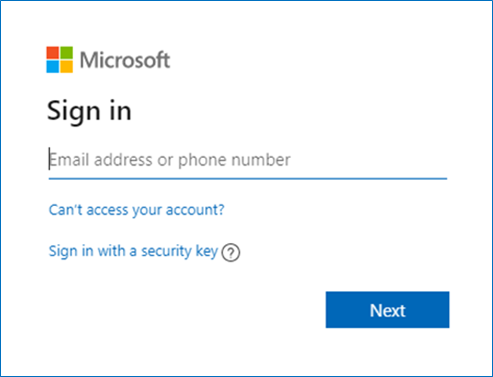 Microsoft
Sign in
Email address or phone number
Can't access your account?
Sign in with a security key ?
Next